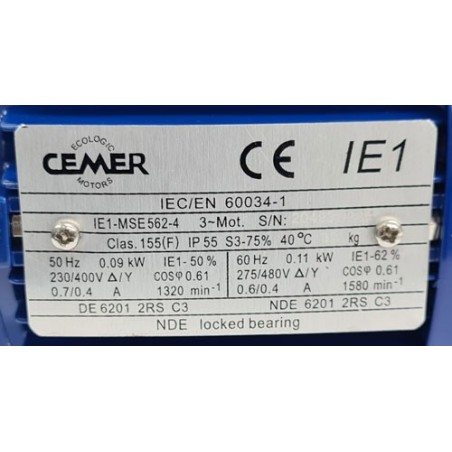 ECOLOGIC
CEMER
MOTORS
CE
IE1
IEC/EN 60034-1
IE1-MSE562-4 3~Mot. S/N:
Clas. 155(F) IP 55 S3-75% 40°C kg
50 Hz 0.09 kW IE1-50% 60 Hz 0.11 kW IE1-62%
230/400V Δ/Y COSφ 0.61 275/480V Δ/Y COSφ 0.61
0.7/0.4 A 1320 min⁻¹ 0.6/0.4 A 1580 min⁻¹
DE 6201 2RS C3 NDE 6201 2RS C3
NDE locked bearing